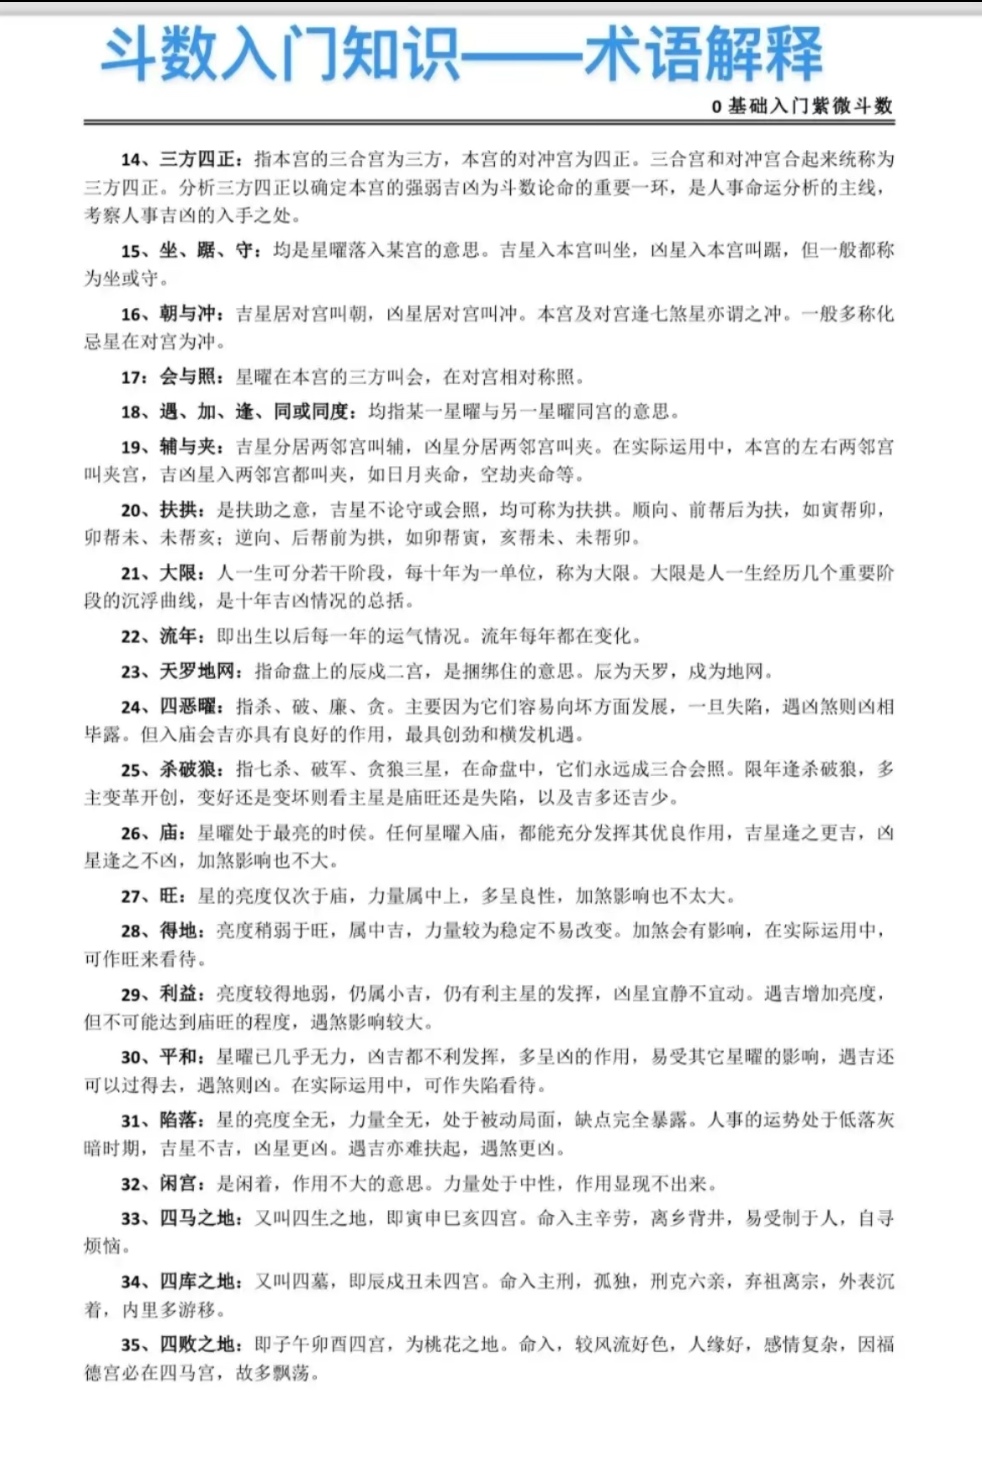 斗数入门知识——术语解释
0 基础入门紫微斗数
14、三方四正：指本宫的三合宫为三方，本宫的对冲宫为四正。三合宫和对冲宫合起来统称为
三方四正。分析三方四正以确定本宫的强弱吉凶为斗数论命的重要一环，是人事命运分析的主线，
考察人事吉凶的入手之处。
15、坐、踞、守：均是星曜落入某宫的意思。吉星入本宫叫坐，凶星入本宫叫踞，但一般都称
为坐或守。
16、朝与冲：吉星居对宫叫朝，凶星居对宫叫冲。本宫及对宫逢七煞星亦谓之冲。一般多称化
忌星在对宫为冲。
17：会与照：星曜在本宫的三方叫会，在对宫相对称照。
18、遇、加、逢、同或同度：均指某一星曜与另一星曜同宫的意思。
19、辅与夹：吉星分居两邻宫叫辅，凶星分居两邻宫叫夹。在实际运用中，本宫的左右两邻宫
叫夹宫，吉凶星入两邻宫都叫夹，如日月夹命，空劫夹命等。
20、扶拱：是扶助之意，吉星不论守或会照，均可称为扶拱。顺向、前帮后为扶，如寅帮卯，
卯帮未、未帮亥；逆向、后帮前为拱，如卯帮寅，亥帮未、未帮卯。
21、大限：人一生可分若干阶段，每十年为一单位，称为大限。大限是人一生经历几个重要阶
段的沉浮曲线，是十年吉凶情况的总括。
22、流年：即出生以后每一年的运气情况。流年每年都在变化。
23、天罗地网：指命盘上的辰戍二宫，是捆绑住的意思。辰为天罗，戍为地网。
24、四恶曜：指杀、破、廉、贪。主要因为它们容易向坏方面发展，一旦失陷，遇凶煞则凶相
毕露。但入庙会吉亦具有良好的作用，最具创劲和横发机遇。
25、杀破狼：指七杀、破军、贪狼三星，在命盘中，它们永远成三合会照。限年逢杀破狼，多
主变革开创，变好还是变坏则看主星是庙旺还是失陷，以及吉多还吉少。
26、庙：星曜处于最亮的时侯。任何星曜入庙，都能充分发挥其优良作用，吉星逢之更吉，凶
星逢之不凶，加煞影响也不大。
27、旺：星的亮度仅次于庙，力量属中上，多呈良性，加煞影响也不太大。
28、得地：亮度稍弱于旺，属中吉，力量较为稳定不易改变。加煞会有影响，在实际运用中，
可作旺来看待。
29、利益：亮度较得地弱，仍属小吉，仍有利主星的发挥，凶星宜静不宜动。遇吉增加亮度，
但不可能达到庙旺的程度，遇煞影响较大。
30、平和：星曜已几乎无力，凶吉都不利发挥，多呈凶的作用，易受其它星曜的影响，遇吉还
可以过得去，遇煞则凶。在实际运用中，可作失陷看待。
31、陷落：星的亮度全无，力量全无，处于被动局面，缺点完全暴露。人事的运势处于低落灰
暗时期，吉星不吉，凶星更凶。遇吉亦难扶起，遇煞更凶。
32、闲宫：是闲着，作用不大的意思。力量处于中性，作用显现不出来。
33、四马之地：又叫四生之地，即寅申巳亥四宫。命入主辛劳，离乡背井，易受制于人，自寻
烦恼。
34、四库之地：又叫四墓，即辰戍丑未四宫。命入主刑，孤独，刑克六亲，弃祖离宗，外表沉
着，内里多游移。
35、四败之地：即子午卯酉四宫，为桃花之地。命入，较风流好色，人缘好，感情复杂，因福
德宫必在四马宫，故多飘荡。